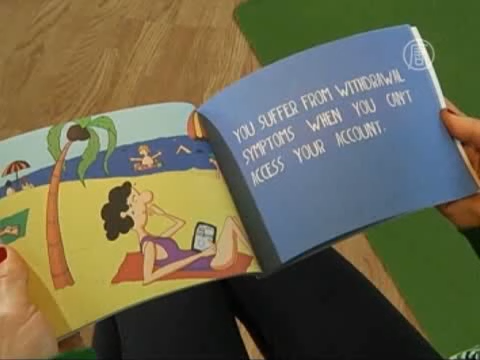 YOU SUFFER FROM WITHDRAWAL
SYMPTOMS WHEN YOU CAN'T
ACCESS YOUR ACCOUNT.